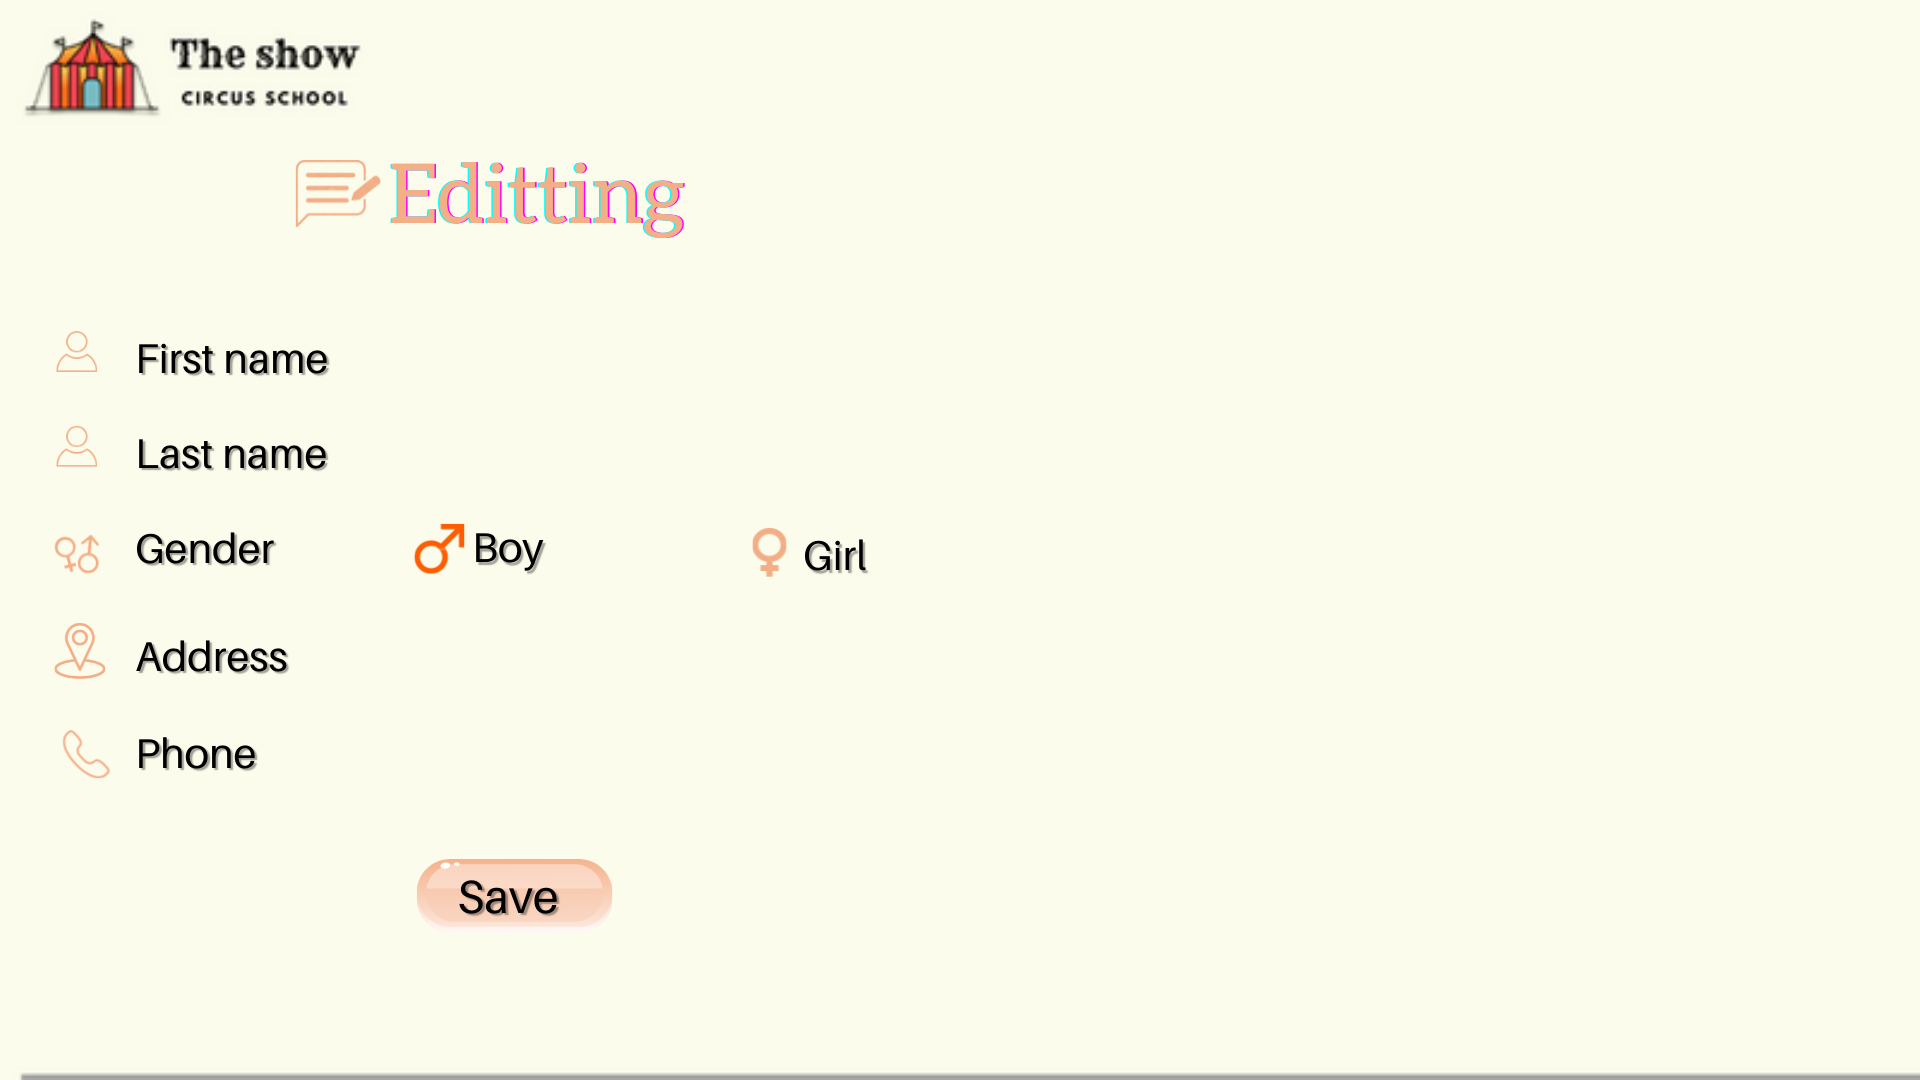 The show
CIRCUS SCHOOL
Editting
First name
Last name
Gender Boy Girl
Address
Phone
Save